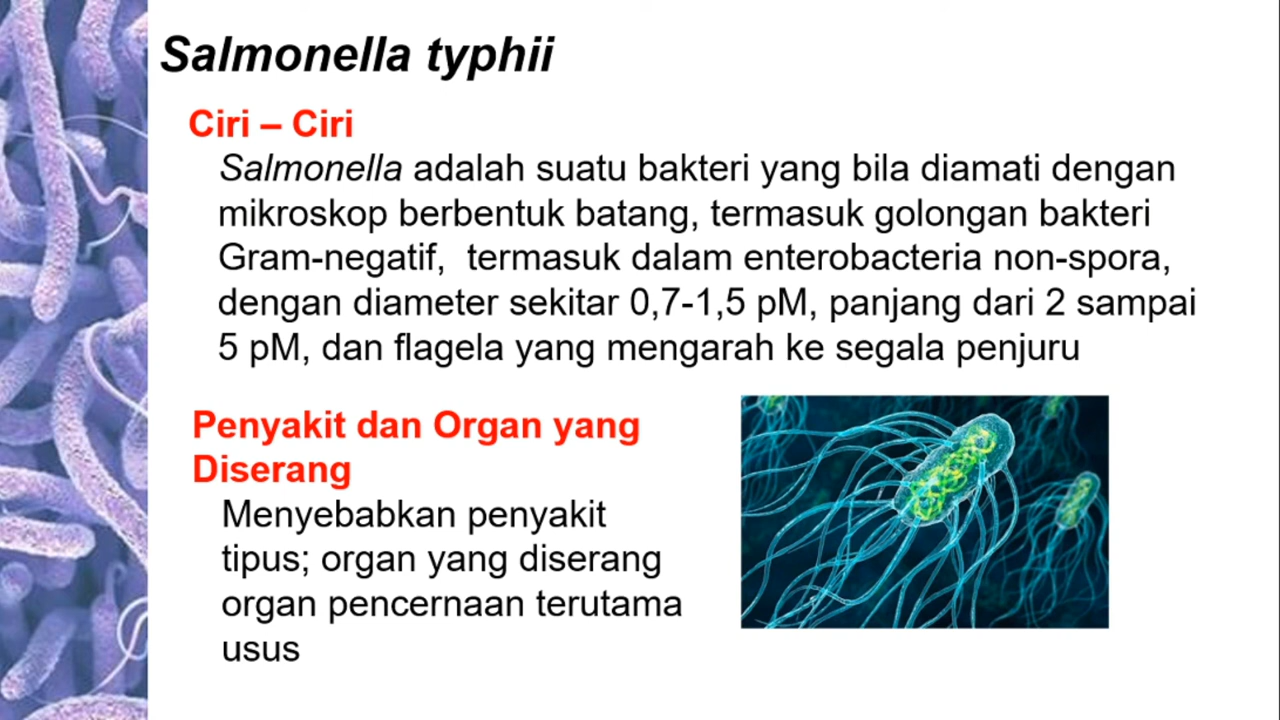 Salmonella typhii
Ciri – Ciri
Salmonella adalah suatu bakteri yang bila diamati dengan
mikroskop berbentuk batang, termasuk golongan bakteri
Gram-negatif,  termasuk dalam enterobacteria non-spora,
dengan diameter sekitar 0,7-1,5 pM, panjang dari 2 sampai
5 pM, dan flagela yang mengarah ke segala penjuru
Penyakit dan Organ yang
Diserang
Menyebabkan penyakit
tipus; organ yang diserang
organ pencernaan terutama
usus